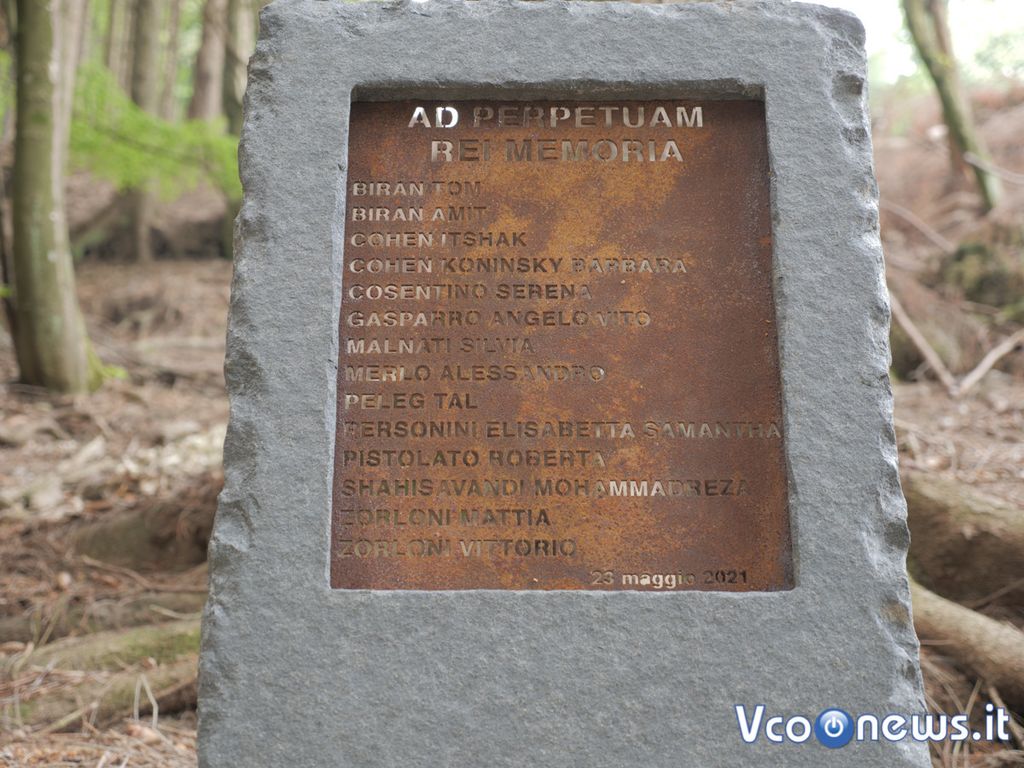 AD PERPETUAM
REI MEMORIA
BIRAN TOM
BIRAN AMIT
COHEN ITSHAK
COHEN KONINSKY BARBARA
COSENTINO SERENA
GASPARRO ANGELO VITO
MALNATI SILVIA
MERLO ALESSANDRO
PELEG TAL
PERSONINI ELISABETTA SAMANTHA
PISTOLATO ROBERTA
SHAHISAVANDI MOHAMMADREZA
ZORLONI MATTIA
ZORLONI VITTORIO
23 maggio 2021
Vco news.it